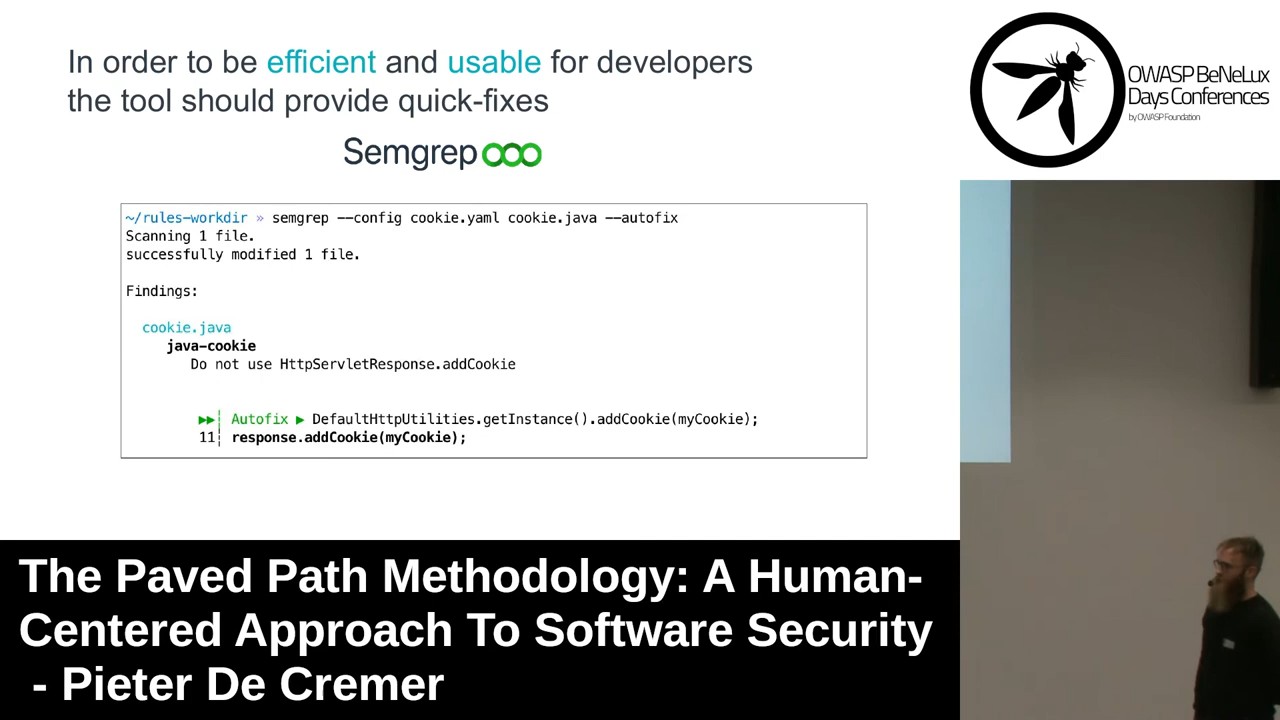 In order to be efficient and usable for developers
the tool should provide quick-fixes
Semgrep
~/rules-workdir » semgrep --config cookie.yaml cookie.java --autofix
Scanning 1 file.
successfully modified 1 file.
Findings:
cookie.java
java-cookie
Do not use HttpServletResponse.addCookie
▶▶┆ Autofix ▶ DefaultHttpUtilities.getInstance().addCookie(myCookie);
11┆ response.addCookie(myCookie);
OWASP BeNeLux
Days Conferences
by OWASP Foundation
The Paved Path Methodology: A Human-
Centered Approach To Software Security
- Pieter De Cremer